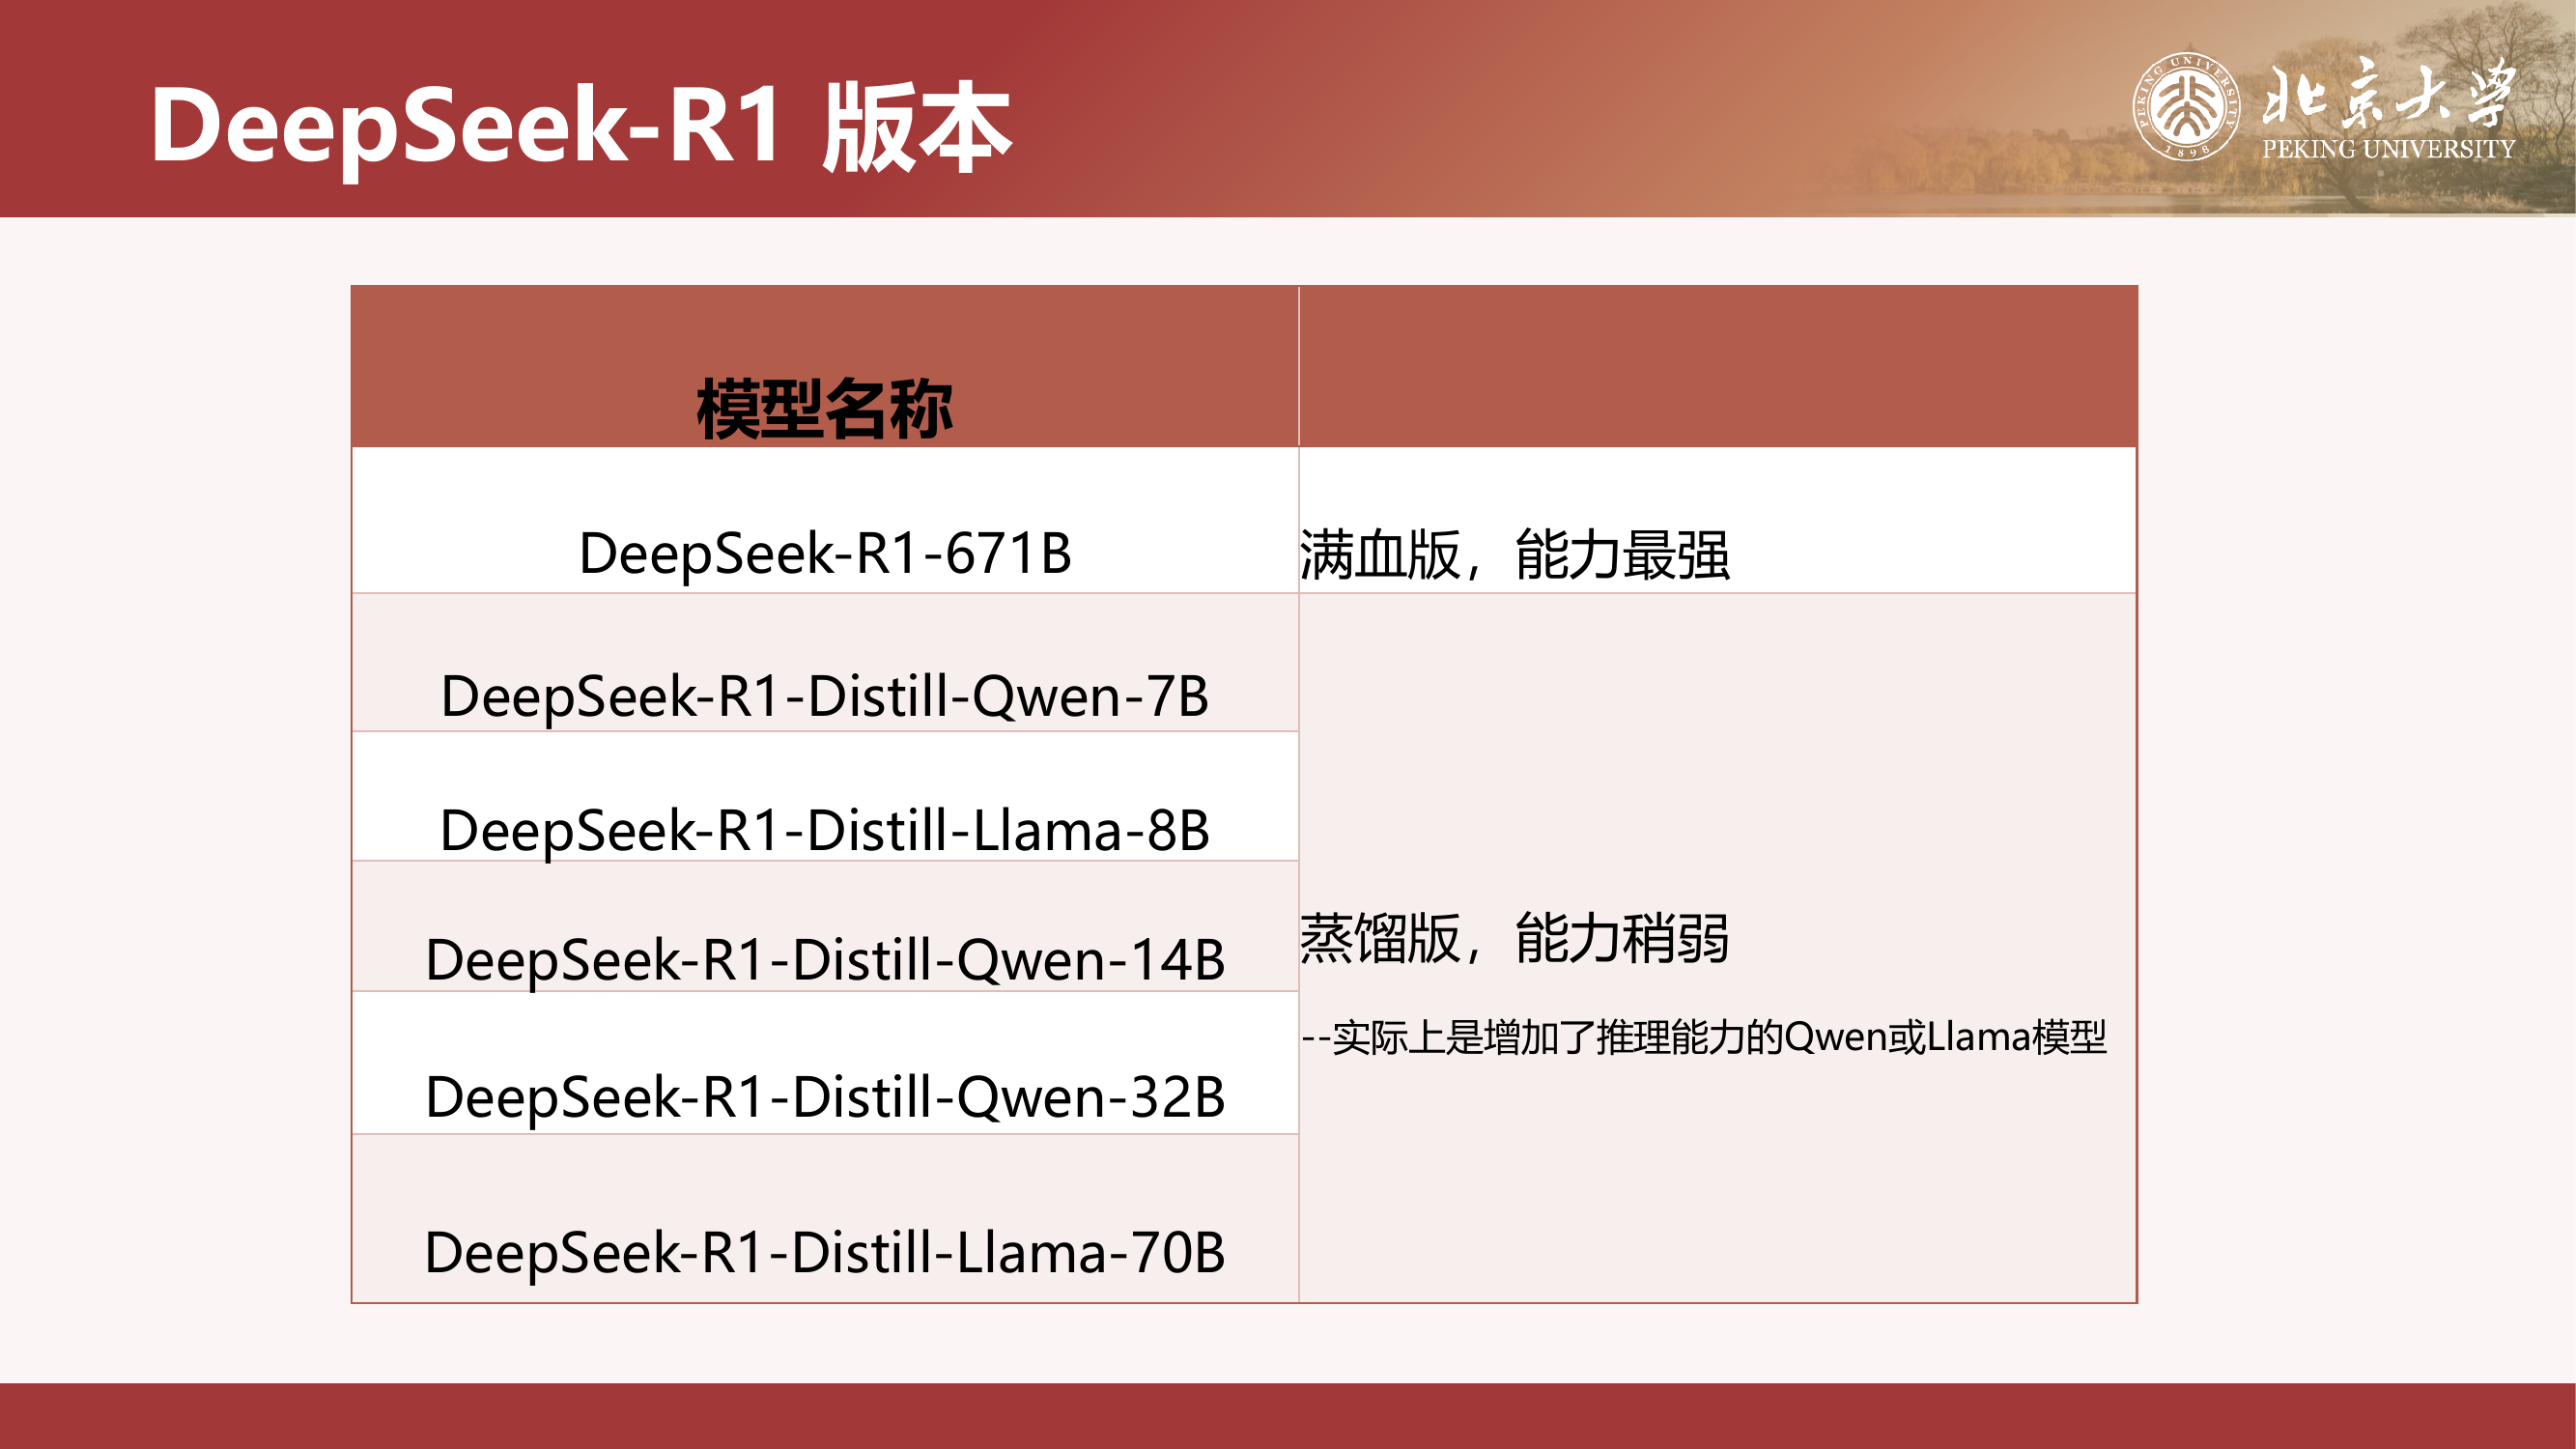 DeepSeek-R1 版本
PEKING UNIVERSITY
1898
北京大学
PEKING UNIVERSITY
模型名称
DeepSeek-R1-671B
满血版，能力最强
DeepSeek-R1-Distill-Qwen-7B
DeepSeek-R1-Distill-Llama-8B
DeepSeek-R1-Distill-Qwen-14B
DeepSeek-R1-Distill-Qwen-32B
DeepSeek-R1-Distill-Llama-70B
蒸馏版，能力稍弱
--实际上是增加了推理能力的Qwen或Llama模型